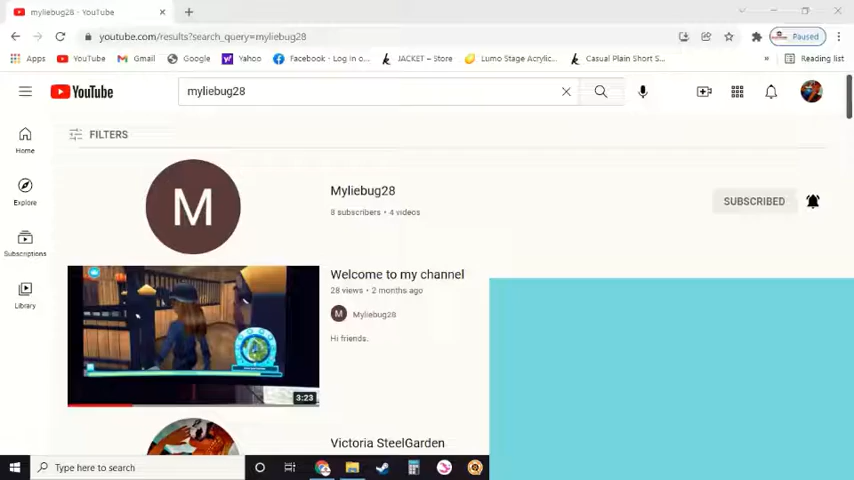 myliebug28 - YouTube
youtube.com/results?search_query=myliebug28
Paused
Apps YouTube Gmail Google Yahoo Facebook - Log in o... JACKET – Store Lumo Stage Acrylic... Casual Plain Short S... » Reading list
YouTube
myliebug28
FILTERS
Home
Explore
Subscriptions
Library
M
Myliebug28
8 subscribers • 4 videos
SUBSCRIBED
Welcome to my channel
28 views • 2 months ago
M Myliebug28
Hi friends.
3:23
Victoria SteelGarden
Type here to search